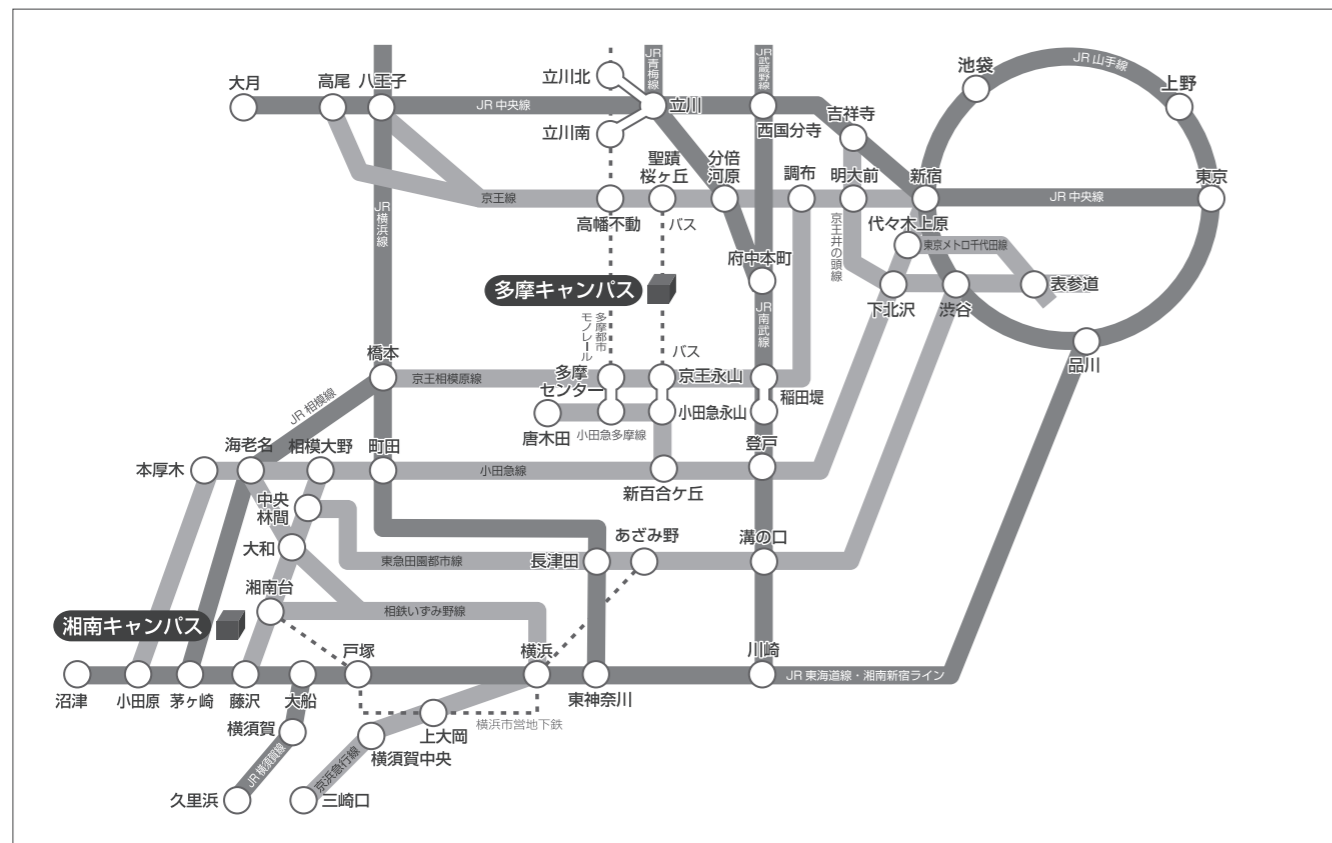 池袋
JR 山手線
上野
JR青梅線
JR武蔵野線
立川北
大月
高尾
八王子
JR 中央線
立川
吉祥寺
西国分寺
立川南
聖蹟
桜ヶ丘
分倍
河原
調布
明大前
新宿
東京
JR 中央線
京王線
JR横浜線
高幡不動
バス
代々木上原
京王井の頭線
東京メトロ千代田線
府中本町
多摩キャンパス
下北沢
渋谷
表参道
JR南武線
多摩都市
モノレール
品川
橋本
バス
京王相模原線
多摩
センター
京王永山
JR 相模線
稲田堤
唐木田
小田急多摩線
小田急永山
海老名
相模大野
町田
登戸
本厚木
小田急線
新百合ケ丘
中央
林間
あざみ野
溝の口
大和
東急田園都市線
長津田
湘南台
相鉄いずみ野線
湘南キャンパス
戸塚
横浜
川崎
JR 東海道線・湘南新宿ライン
沼津
小田原
茅ヶ崎
藤沢
大船
東神奈川
横須賀
上大岡
横浜市営地下鉄
横須賀中央
JR 横須賀線
京浜急行線
久里浜
三崎口